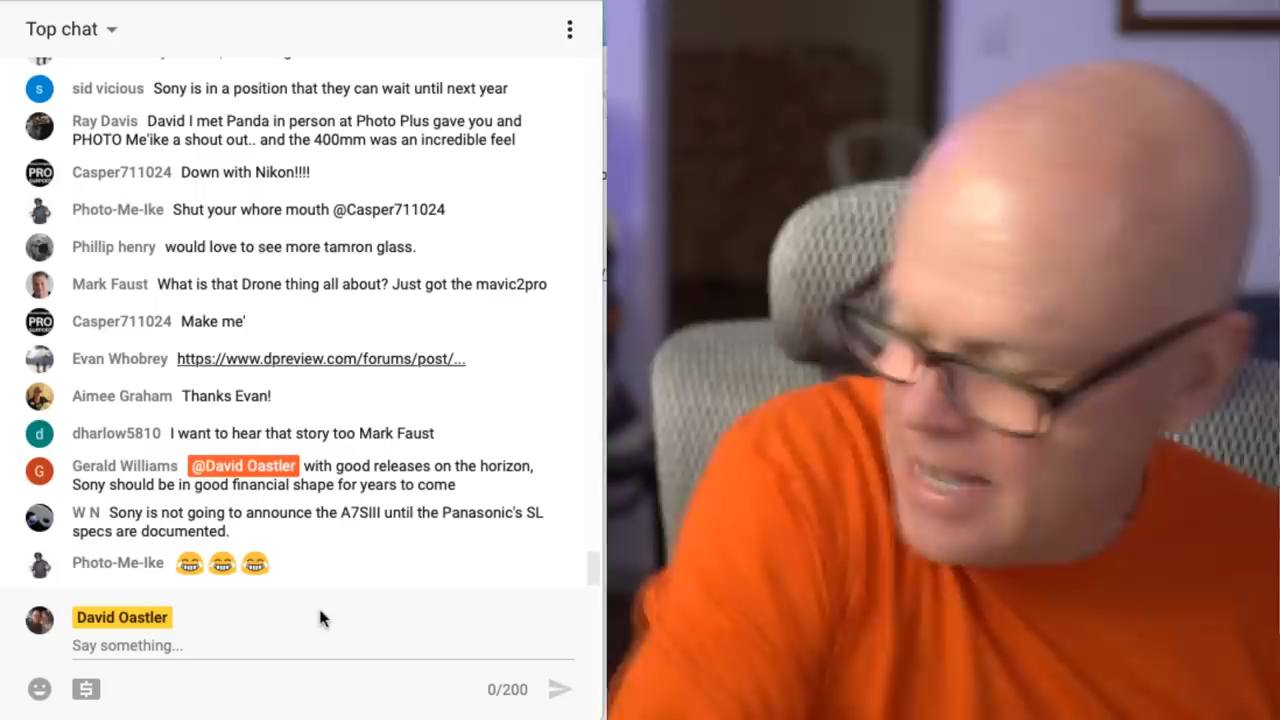 Top chat
sid vicious Sony is in a position that they can wait until next year
Ray Davis David I met Panda in person at Photo Plus gave you and
PHOTO Me'ike a shout out.. and the 400mm was an incredible feel
PRO
Casper711024 Down with Nikon!!!!
Photo-Me-Ike Shut your whore mouth @Casper711024
Phillip henry would love to see more tamron glass.
Mark Faust What is that Drone thing all about? Just got the mavic2pro
PRO
Casper711024 Make me'
Evan Whobrey https://www.dpreview.com/forums/post/...
Aimee Graham Thanks Evan!
d
dharlow5810 I want to hear that story too Mark Faust
G
Gerald Williams @David Oastler with good releases on the horizon,
Sony should be in good financial shape for years to come
W N Sony is not going to announce the A7SIII until the Panasonic's SL
specs are documented.
Photo-Me-Ike 😂 😂 😂
David Oastler
Say something...
$
0/200